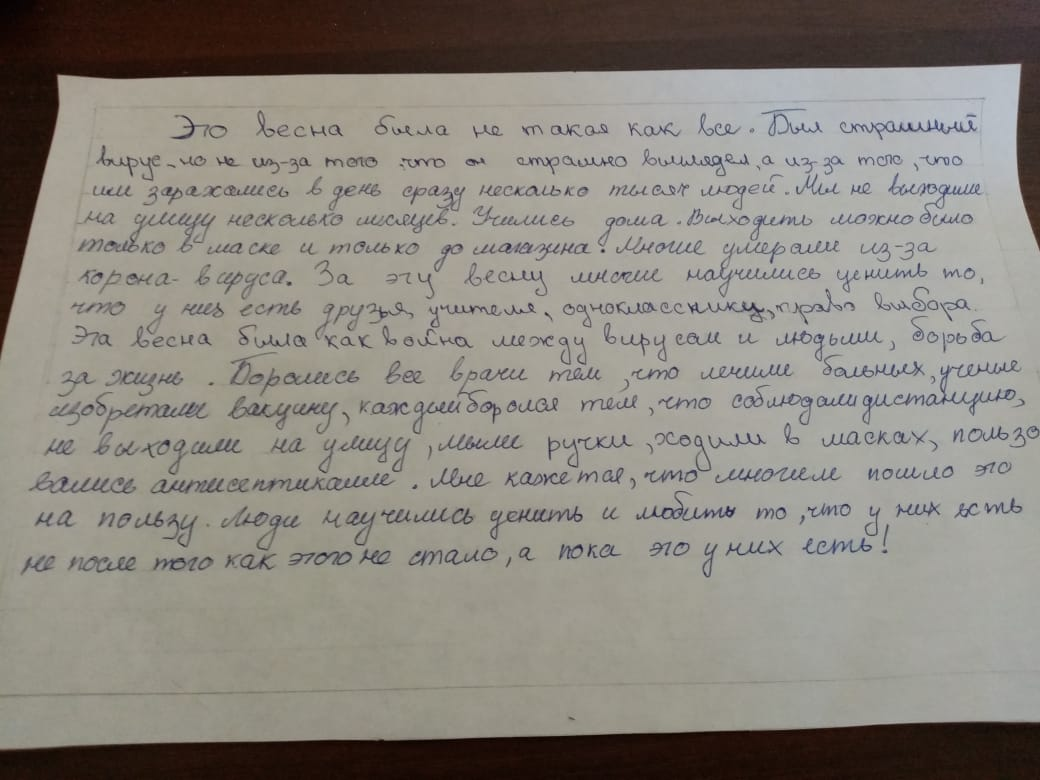 Это весна была не такая как все. Был страшный
вирус, но не из-за того, что он страшно выглядел, а из-за того, что
им заражались в день сразу несколько тысяч людей. Мы не выходили
на улицу несколько месяцев. Учились дома. Выходить можно было
только в маске и только до магазина. Многие умерали из-за
корона-вируса. За эту весну многие научились ценить то,
что у них есть друзья, учителя, одноклассники, право выбора.
Эта весна была как война между вирусом и людьми, борьба
за жизнь. Боролись все врачи тем, что лечили больных, учёные
изобретали вакцину, каждый боролся тем, что соблюдали дистанцию,
не выходили на улицу, мыли ручки, ходили в масках, пользо
вались антисептиками. Мне кажется, что многим пошло это
на пользу. Люди научились ценить и любить то, что у них есть
не после того как этого не стало, а пока это у них есть!